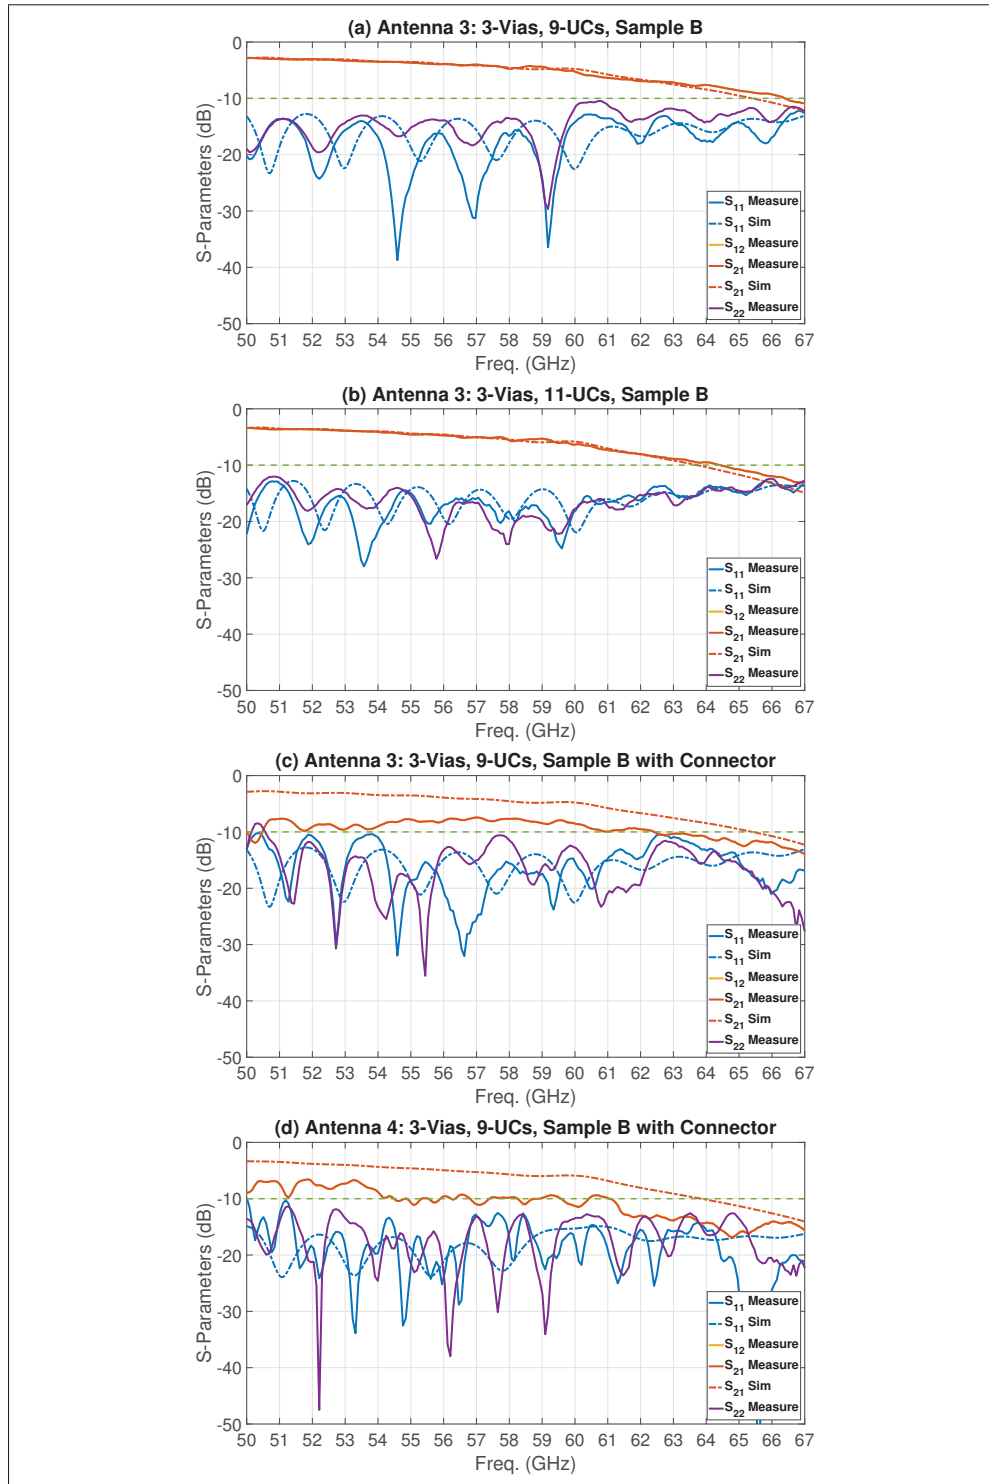 (a) Antenna 3: 3-Vias, 9-UCs, Sample B
0
-10
-20
-30
-40
-50
S-Parameters (dB)
S11 Measure
S11 Sim
S12 Measure
S21 Measure
S21 Sim
S22 Measure
50 51 52 53 54 55 56 57 58 59 60 61 62 63 64 65 66 67
Freq. (GHz)
(b) Antenna 3: 3-Vias, 11-UCs, Sample B
0
-10
-20
-30
-40
-50
S-Parameters (dB)
S11 Measure
S11 Sim
S12 Measure
S21 Measure
S21 Sim
S22 Measure
50 51 52 53 54 55 56 57 58 59 60 61 62 63 64 65 66 67
Freq. (GHz)
(c) Antenna 3: 3-Vias, 9-UCs, Sample B with Connector
0
-10
-20
-30
-40
-50
S-Parameters (dB)
S11 Measure
S11 Sim
S12 Measure
S21 Measure
S21 Sim
S22 Measure
50 51 52 53 54 55 56 57 58 59 60 61 62 63 64 65 66 67
Freq. (GHz)
(d) Antenna 4: 3-Vias, 9-UCs, Sample B with Connector
0
-10
-20
-30
-40
-50
S-Parameters (dB)
S11 Measure
S11 Sim
S12 Measure
S21 Measure
S21 Sim
S22 Measure
50 51 52 53 54 55 56 57 58 59 60 61 62 63 64 65 66 67
Freq. (GHz)